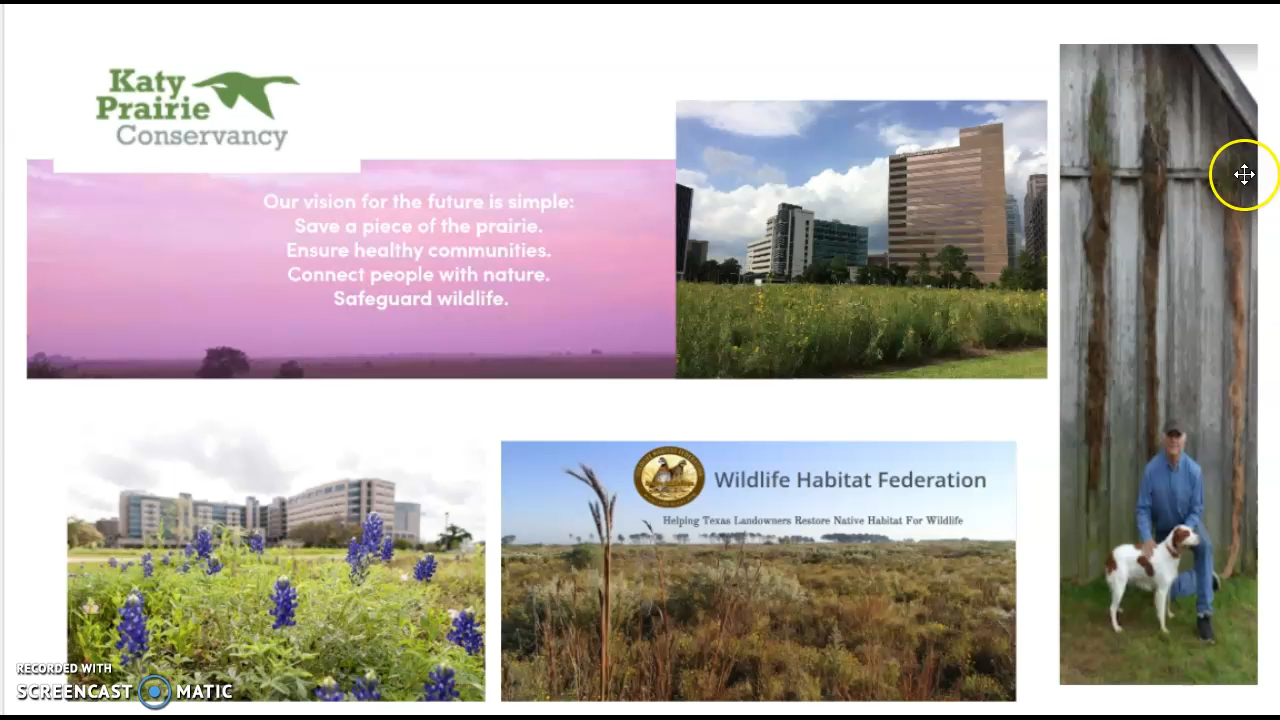 Katy
Prairie
Conservancy
Our vision for the future is simple:
Save a piece of the prairie.
Ensure healthy communities.
Connect people with nature.
Safeguard wildlife.
Wildlife Habitat Federation
Helping Texas Landowners Restore Native Habitat For Wildlife
RECORDED WITH
SCREENCAST MATIC